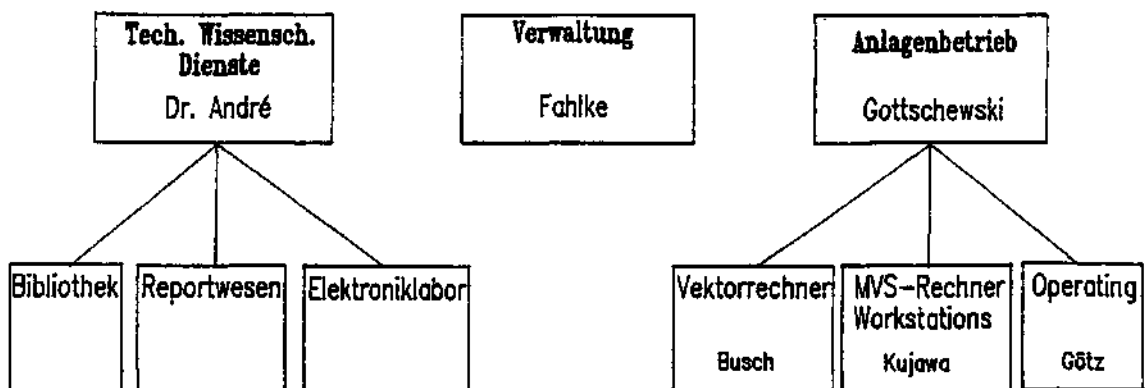 Tech. Wissensch.
Dienste
Dr. André
Verwaltung
Fahlke
Anlagenbetrieb
Gottschewski
Bibliothek
Reportwesen
Elektroniklabor
Vektorrechner
Busch
MVS-Rechner
Workstations
Kujawa
Operating
Götz